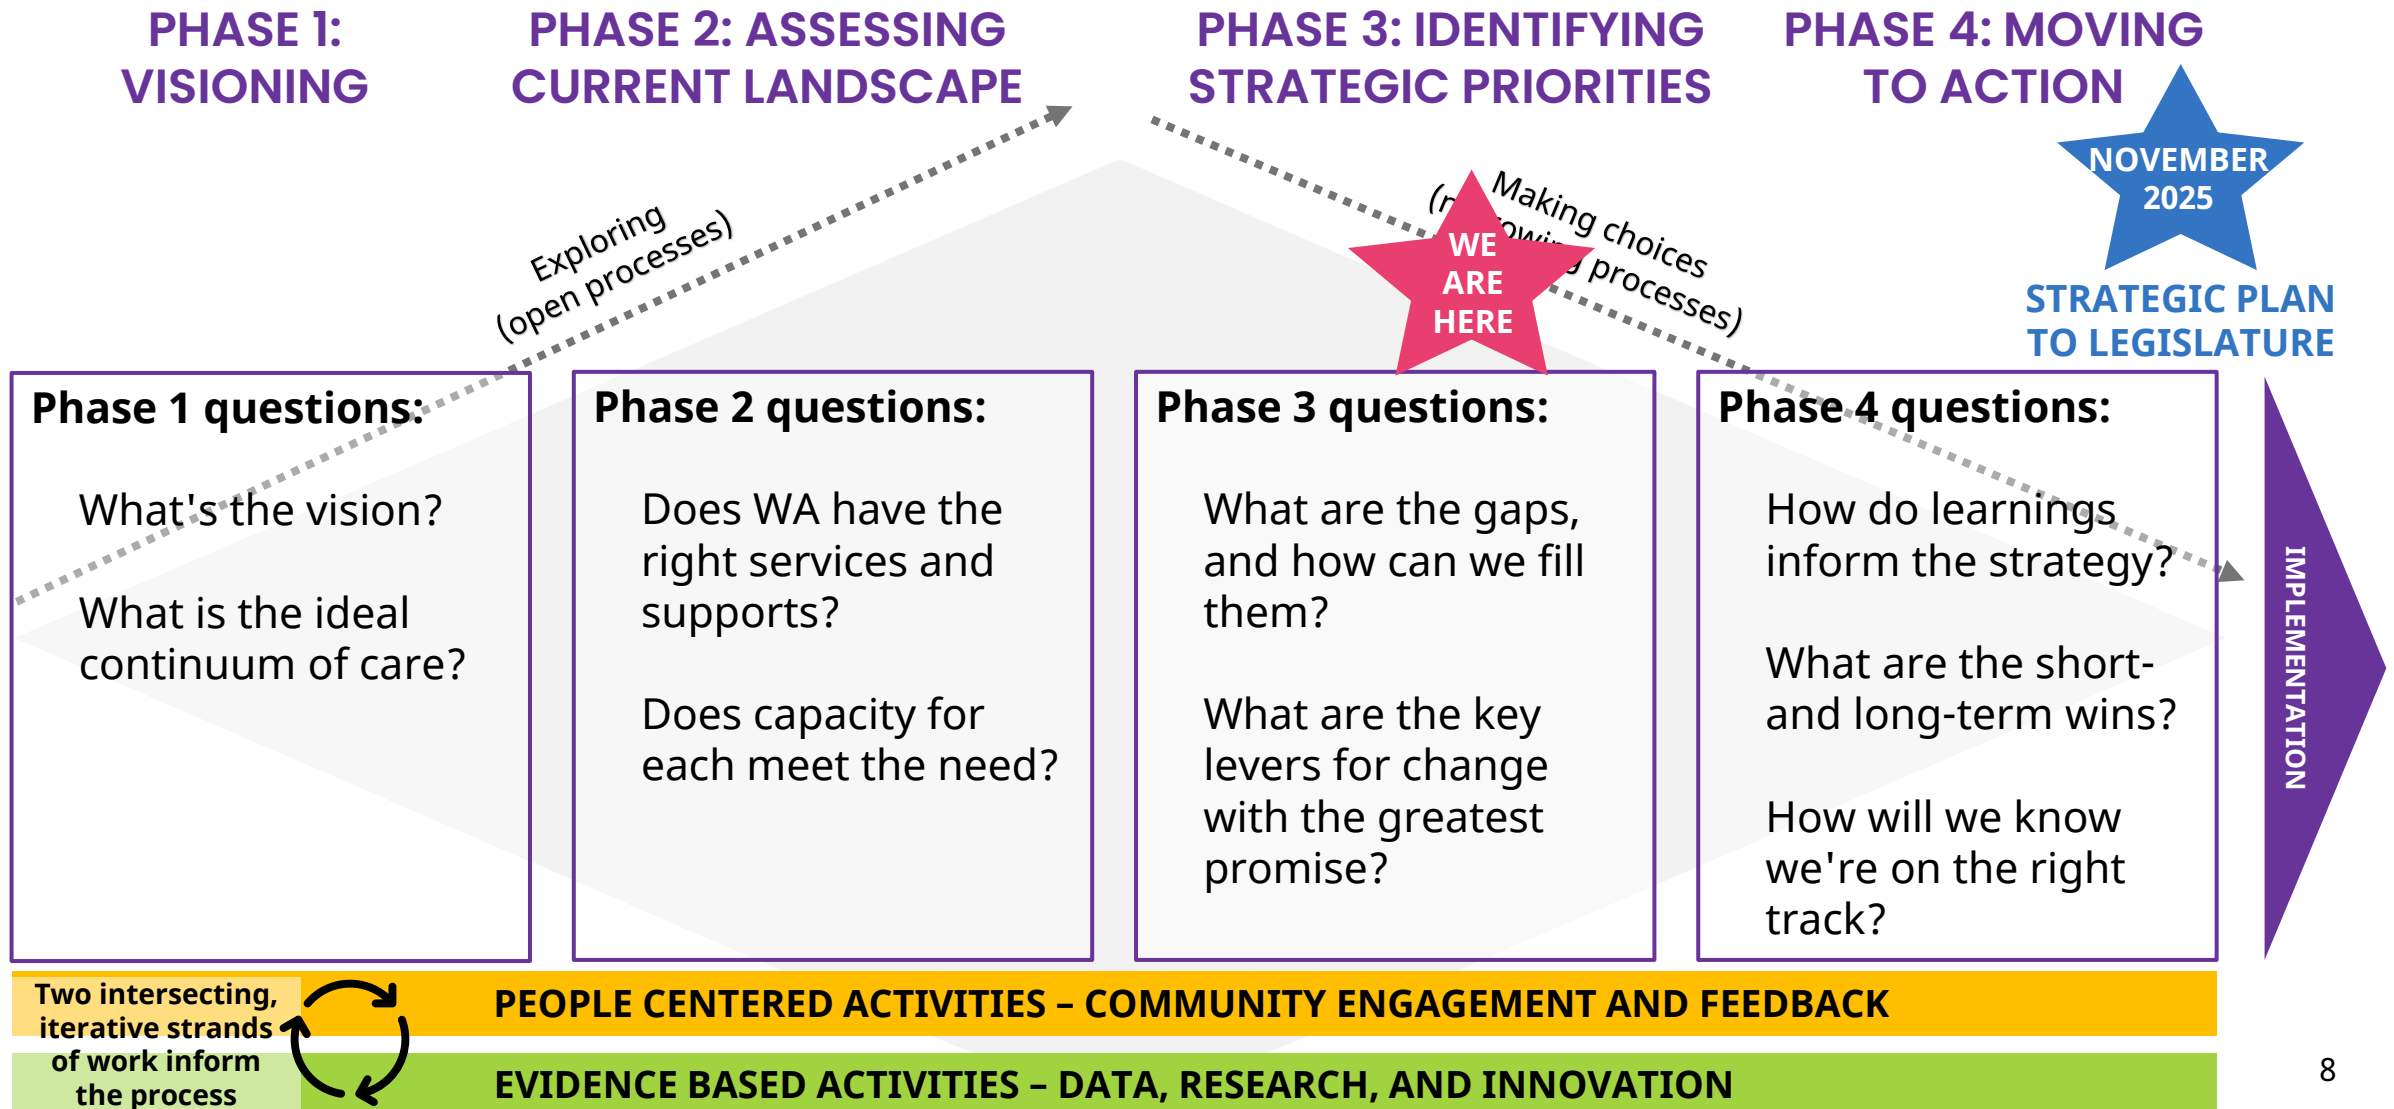 PHASE 1:
VISIONING
PHASE 2: ASSESSING
CURRENT LANDSCAPE
PHASE 3: IDENTIFYING
STRATEGIC PRIORITIES
PHASE 4: MOVING
TO ACTION
NOVEMBER
2025
STRATEGIC PLAN
TO LEGISLATURE
Exploring
(open processes)
Making choices
processes)
WE
ARE
HERE
Phase 1 questions:
What's the vision?
What is the ideal
continuum of care?
Phase 2 questions:
Does WA have the
right services and
supports?
Does capacity for
each meet the need?
Phase 3 questions:
What are the gaps,
and how can we fill
them?
What are the key
levers for change
with the greatest
promise?
Phase 4 questions:
How do learnings
inform the strategy?
What are the short-
and long-term wins?
How will we know
we're on the right
track?
IMPLEMENTATION
Two intersecting,
iterative strands
of work inform
the process
PEOPLE CENTERED ACTIVITIES – COMMUNITY ENGAGEMENT AND FEEDBACK
EVIDENCE BASED ACTIVITIES – DATA, RESEARCH, AND INNOVATION
8